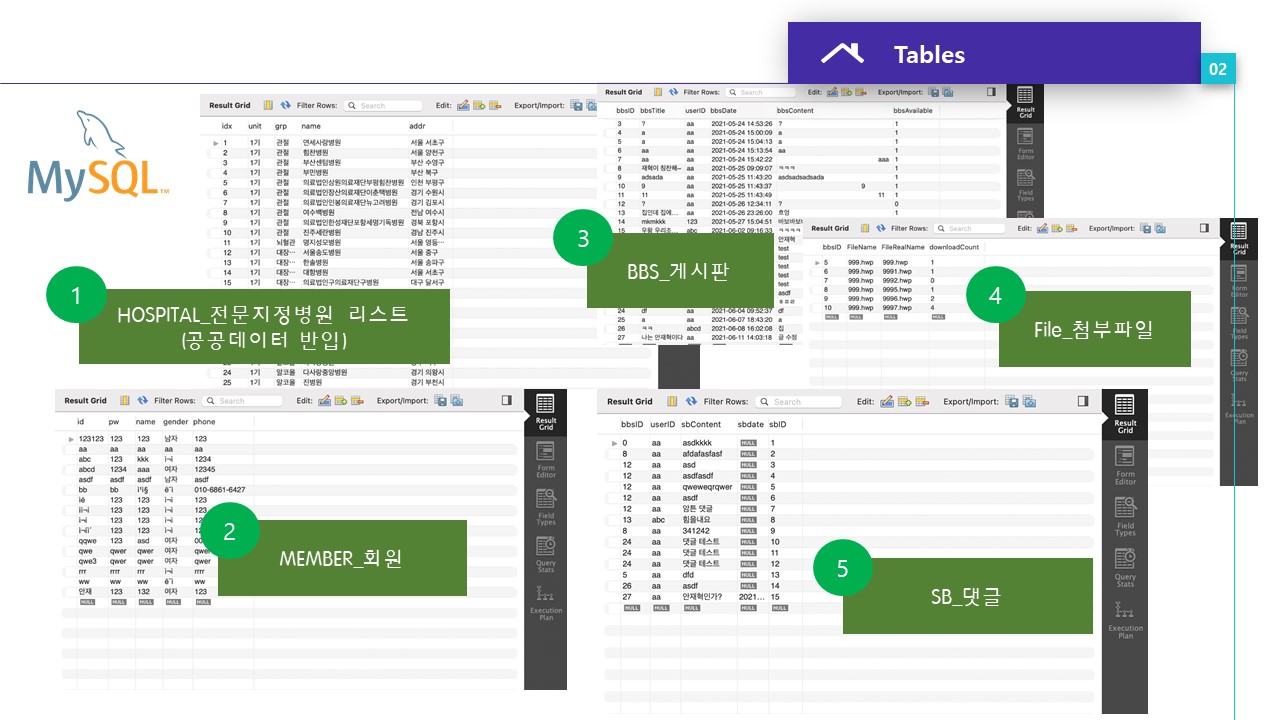 Tables
02
MySQL™
Result Grid Filter Rows: Search Edit: Export/Import:
idx unit grp name addr
1 1기 관절 연세사랑병원 서울 서초구
2 1기 관절 힘찬병원 서울 양천구
3 1기 관절 부산센텀병원 부산 수영구
4 1기 관절 부민병원 부산 북구
5 1기 관절 의료법인상원의료재단부평힘찬병원 인천 부평구
6 1기 관절 의료법인장산의료재단이춘택병원 경기 수원시
7 1기 관절 의료법인인봉의료재단뉴고려병원 경기 김포시
8 1기 관절 여수백병원 전남 여수시
9 1기 관절 의료법인한성재단포항세명기독병원 경북 포항시
10 1기 관절 진주세란병원 경남 진주시
11 1기 뇌혈관 명지성모병원 서울 영등…
12 1기 대장… 서울송도병원 서울 중구
13 1기 대장… 한솔병원 서울 송파구
14 1기 대장… 대항병원 서울 서초구
15 1기 대장… 의료법인구의료재단구병원 대구 달서구
24 1기 알코올 다사랑중앙병원 경기 의왕시
25 1기 알코올 진병원 경기 부천시
1
HOSPITAL_전문지정병원 리스트
(공공데이터 반입)
Result Grid Filter Rows: Search Edit: Export/Import:
bbsID bbsTitle userID bbsDate bbsContent bbsAvailable
3 ? aa 2021-05-24 14:53:26 ? 1
4 a aa 2021-05-24 15:00:09 a 1
5 a aa 2021-05-24 15:04:13 a 1
6 aa aa 2021-05-24 15:13:54 aa 1
7 aa aa 2021-05-24 15:42:22 aaa 1
8 재혁이 칭찬해~ aa 2021-05-25 09:09:07 ㅋㅋㅋ 1
9 adsada aa 2021-05-25 11:43:20 asdsadsadsada 1
10 9 aa 2021-05-25 11:43:37 9 1
11 11 aa 2021-05-25 11:43:49 11 1
12 ? aa 2021-05-26 12:34:11 ? 0
13 집인데 집에… aa 2021-05-26 23:26:00 흐엉 1
14 mkmkkk 123 2021-05-27 15:04:51
15 우왕 우리조… aa 2021-06-02 09:16:33 ㅋㅋㅋㅋ
안재혁
test
test
test
test
asdf
24 df aa 2021-06-04 09:52:37 df
25 a aa 2021-06-07 18:43:20 a
26 ㅋㅋ abcd 2021-06-08 16:02:08 집
27 나는 안재혁이다 aa 2021-06-11 14:03:18 글 수정
Result
Grid
Form
Editor
Field
Types
3
BBS_게시판
Result Grid Filter Rows: Search Edit: Export/Import:
bbsID FileName FileRealName downloadCount
5 999.hwp 999.hwp 1
6 999.hwp 9991.hwp 1
7 999.hwp 9992.hwp 1
8 999.hwp 9995.hwp 1
9 999.hwp 9996.hwp 2
10 999.hwp 9997.hwp 4
NULL NULL NULL NULL
Result
Grid
Form
Editor
Field
Types
Query
Stats
Execution
Plan
4
File_첨부파일
Result Grid Filter Rows: Search Edit: Export/Import:
id pw name gender phone
123123 123 123 남자 123
aa aa aa aa aa
abc 123 kkk 1234
abcd 1234 aaa 여자 12345
asdf asdf asdf 남자 asdf
bb bb 010-6861-6427
123 123 123
123 123 123
123 123
123 123
qqwe 123 asd 여자
qwe qwer qwer 여자
qwe3 qwer qwer 여자
rrrr rrrr rrr
ww ww ww ww
안재 123 132 여자 123
NULL NULL NULL NULL NULL
Result
Grid
Form
Editor
Field
Types
Query
Stats
Execution
Plan
2
MEMBER_회원
Result Grid Filter Rows: Search Edit: Export/Import:
bbsID userID sbContent sbdate sbID
0 aa asdkkkk NULL 1
8 aa afdafasfasf NULL 2
12 aa asd NULL 3
12 aa asdfasdf NULL 4
12 aa qweweqrqwer NULL 5
12 aa asdf NULL 6
12 aa 암튼 댓글 NULL 7
13 abc 힘을내요 NULL 8
8 aa 341242 NULL 9
24 aa 댓글 테스트 NULL 10
24 aa 댓글 테스트 NULL 11
24 aa 댓글 테스트 NULL 12
5 aa dfd NULL 13
26 aa asdf NULL 14
27 aa 안재혁인가? 2021… 15
NULL NULL NULL NULL NULL
Result
Grid
Form
Editor
Field
Types
Query
Stats
Execution
Plan
5
SB_댓글